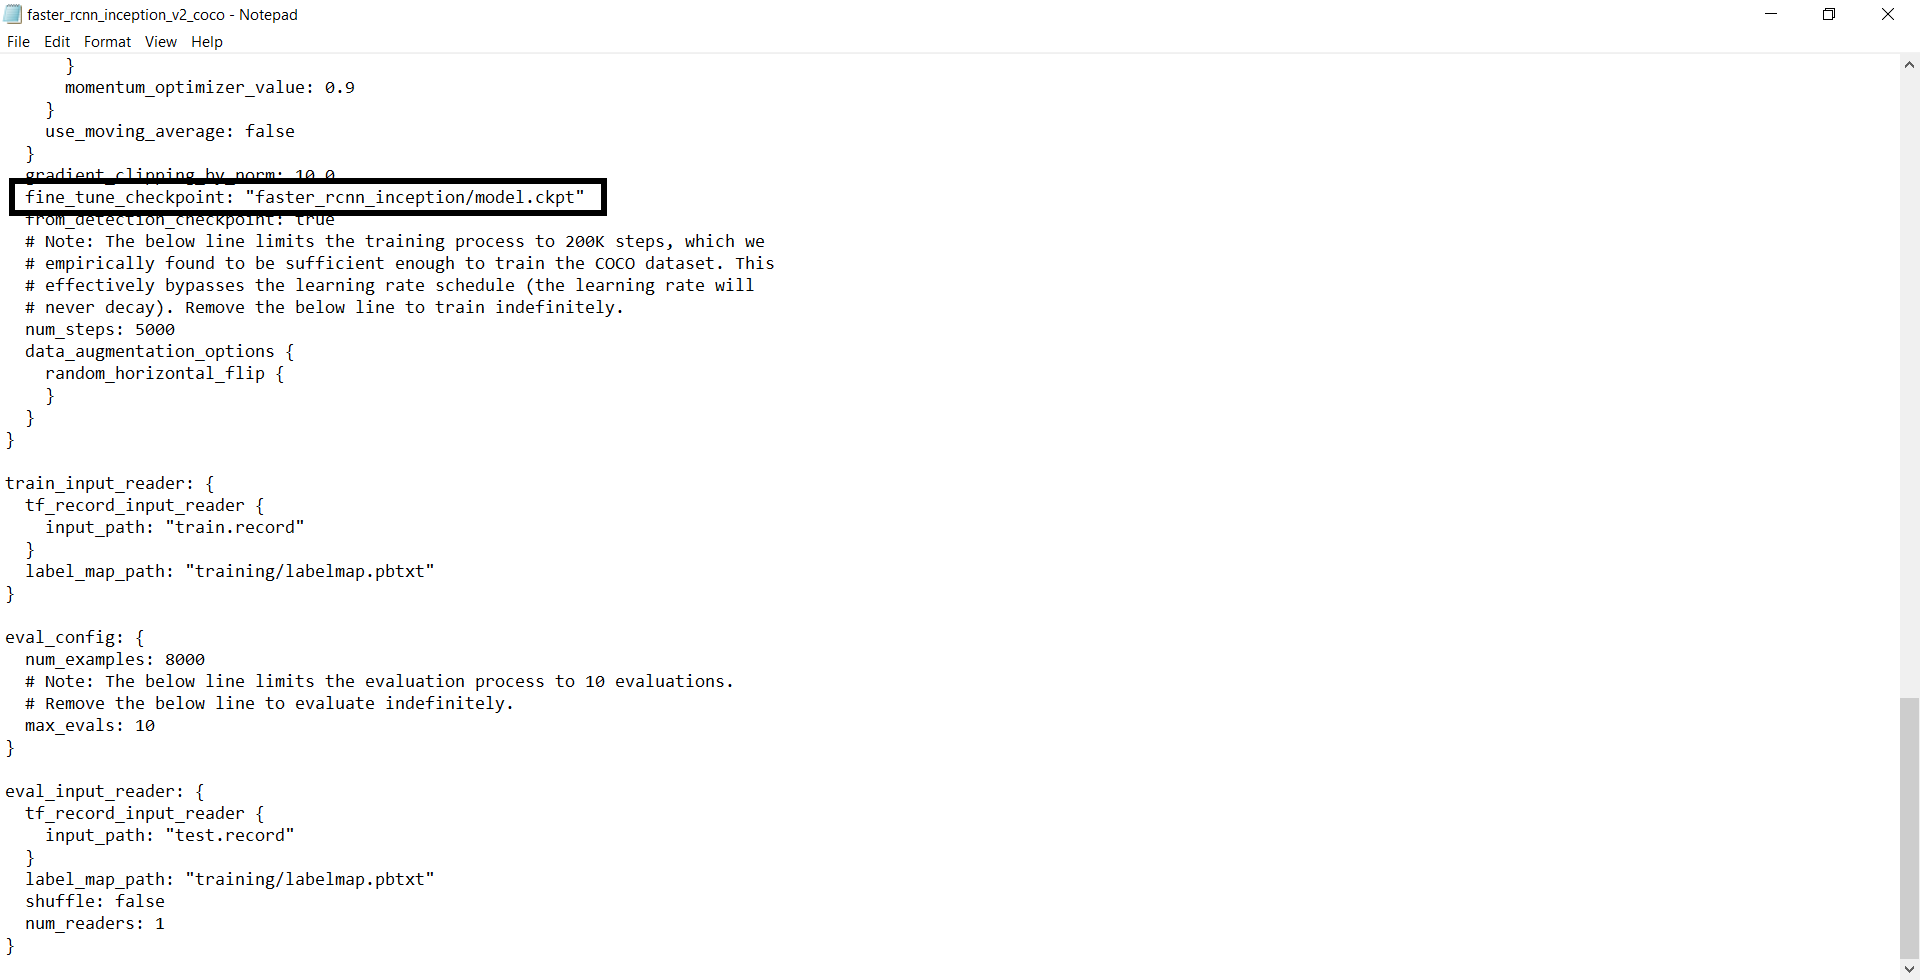 faster_rcnn_inception_v2_coco - Notepad
File Edit Format View Help
      }
      momentum_optimizer_value: 0.9
    }
    use_moving_average: false
  }
  gradient_clipping_by_norm: 10.0
  fine_tune_checkpoint: "faster_rcnn_inception/model.ckpt"
  from_detection_checkpoint: true
  # Note: The below line limits the training process to 200K steps, which we
  # empirically found to be sufficient enough to train the COCO dataset. This
  # effectively bypasses the learning rate schedule (the learning rate will
  # never decay). Remove the below line to train indefinitely.
  num_steps: 5000
  data_augmentation_options {
    random_horizontal_flip {
    }
  }
}

train_input_reader: {
  tf_record_input_reader {
    input_path: "train.record"
  }
  label_map_path: "training/labelmap.pbtxt"
}

eval_config: {
  num_examples: 8000
  # Note: The below line limits the evaluation process to 10 evaluations.
  # Remove the below line to evaluate indefinitely.
  max_evals: 10
}

eval_input_reader: {
  tf_record_input_reader {
    input_path: "test.record"
  }
  label_map_path: "training/labelmap.pbtxt"
  shuffle: false
  num_readers: 1
}